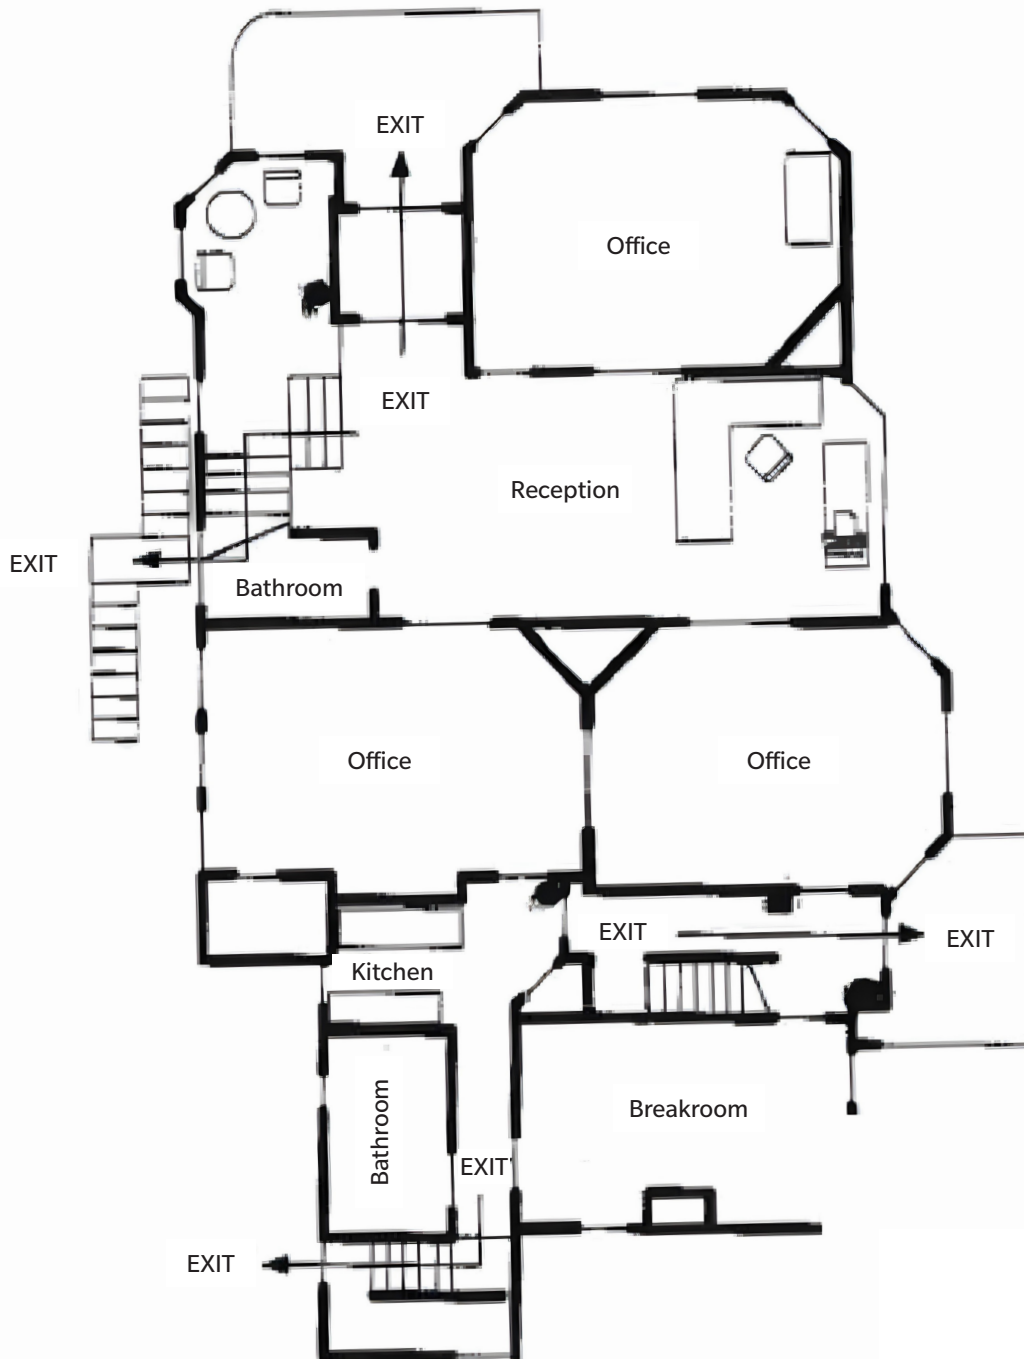 EXIT
Office
EXIT
Reception
EXIT
Bathroom
Office
Office
EXIT
EXIT
Kitchen
Bathroom
Breakroom
EXIT
EXIT